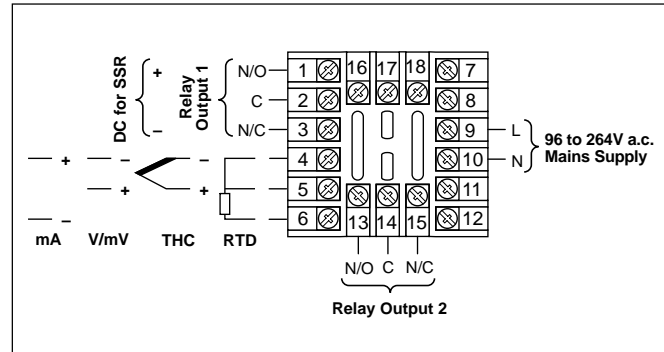 DC for SSR
+
−
Relay
Output 1
N/O
C
N/C
1
2
3
4
5
6
16 17 18
7
8
9
10
11
12
13 14 15
L
N
96 to 264V a.c.
Mains Supply
+ − −
+ +
−
mA V/mV THC RTD
N/O C N/C
Relay Output 2